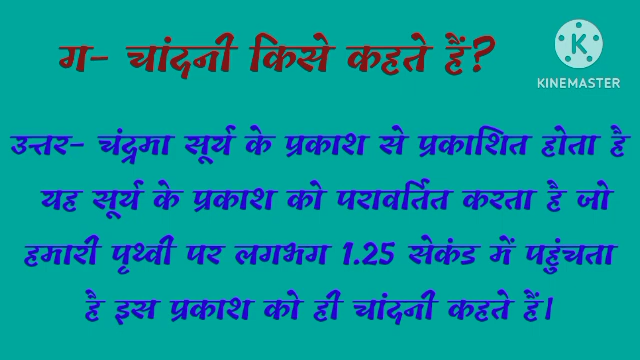 ग- चांदनी किसे कहते हैं?
KINEMASTER
उत्तर- चंद्रमा सूर्य के प्रकाश से प्रकाशित होता है
यह सूर्य के प्रकाश को परावर्तित करता है जो
हमारी पृथ्वी पर लगभग 1.25 सेकंड में पहुंचता
है इस प्रकाश को ही चांदनी कहते हैं।